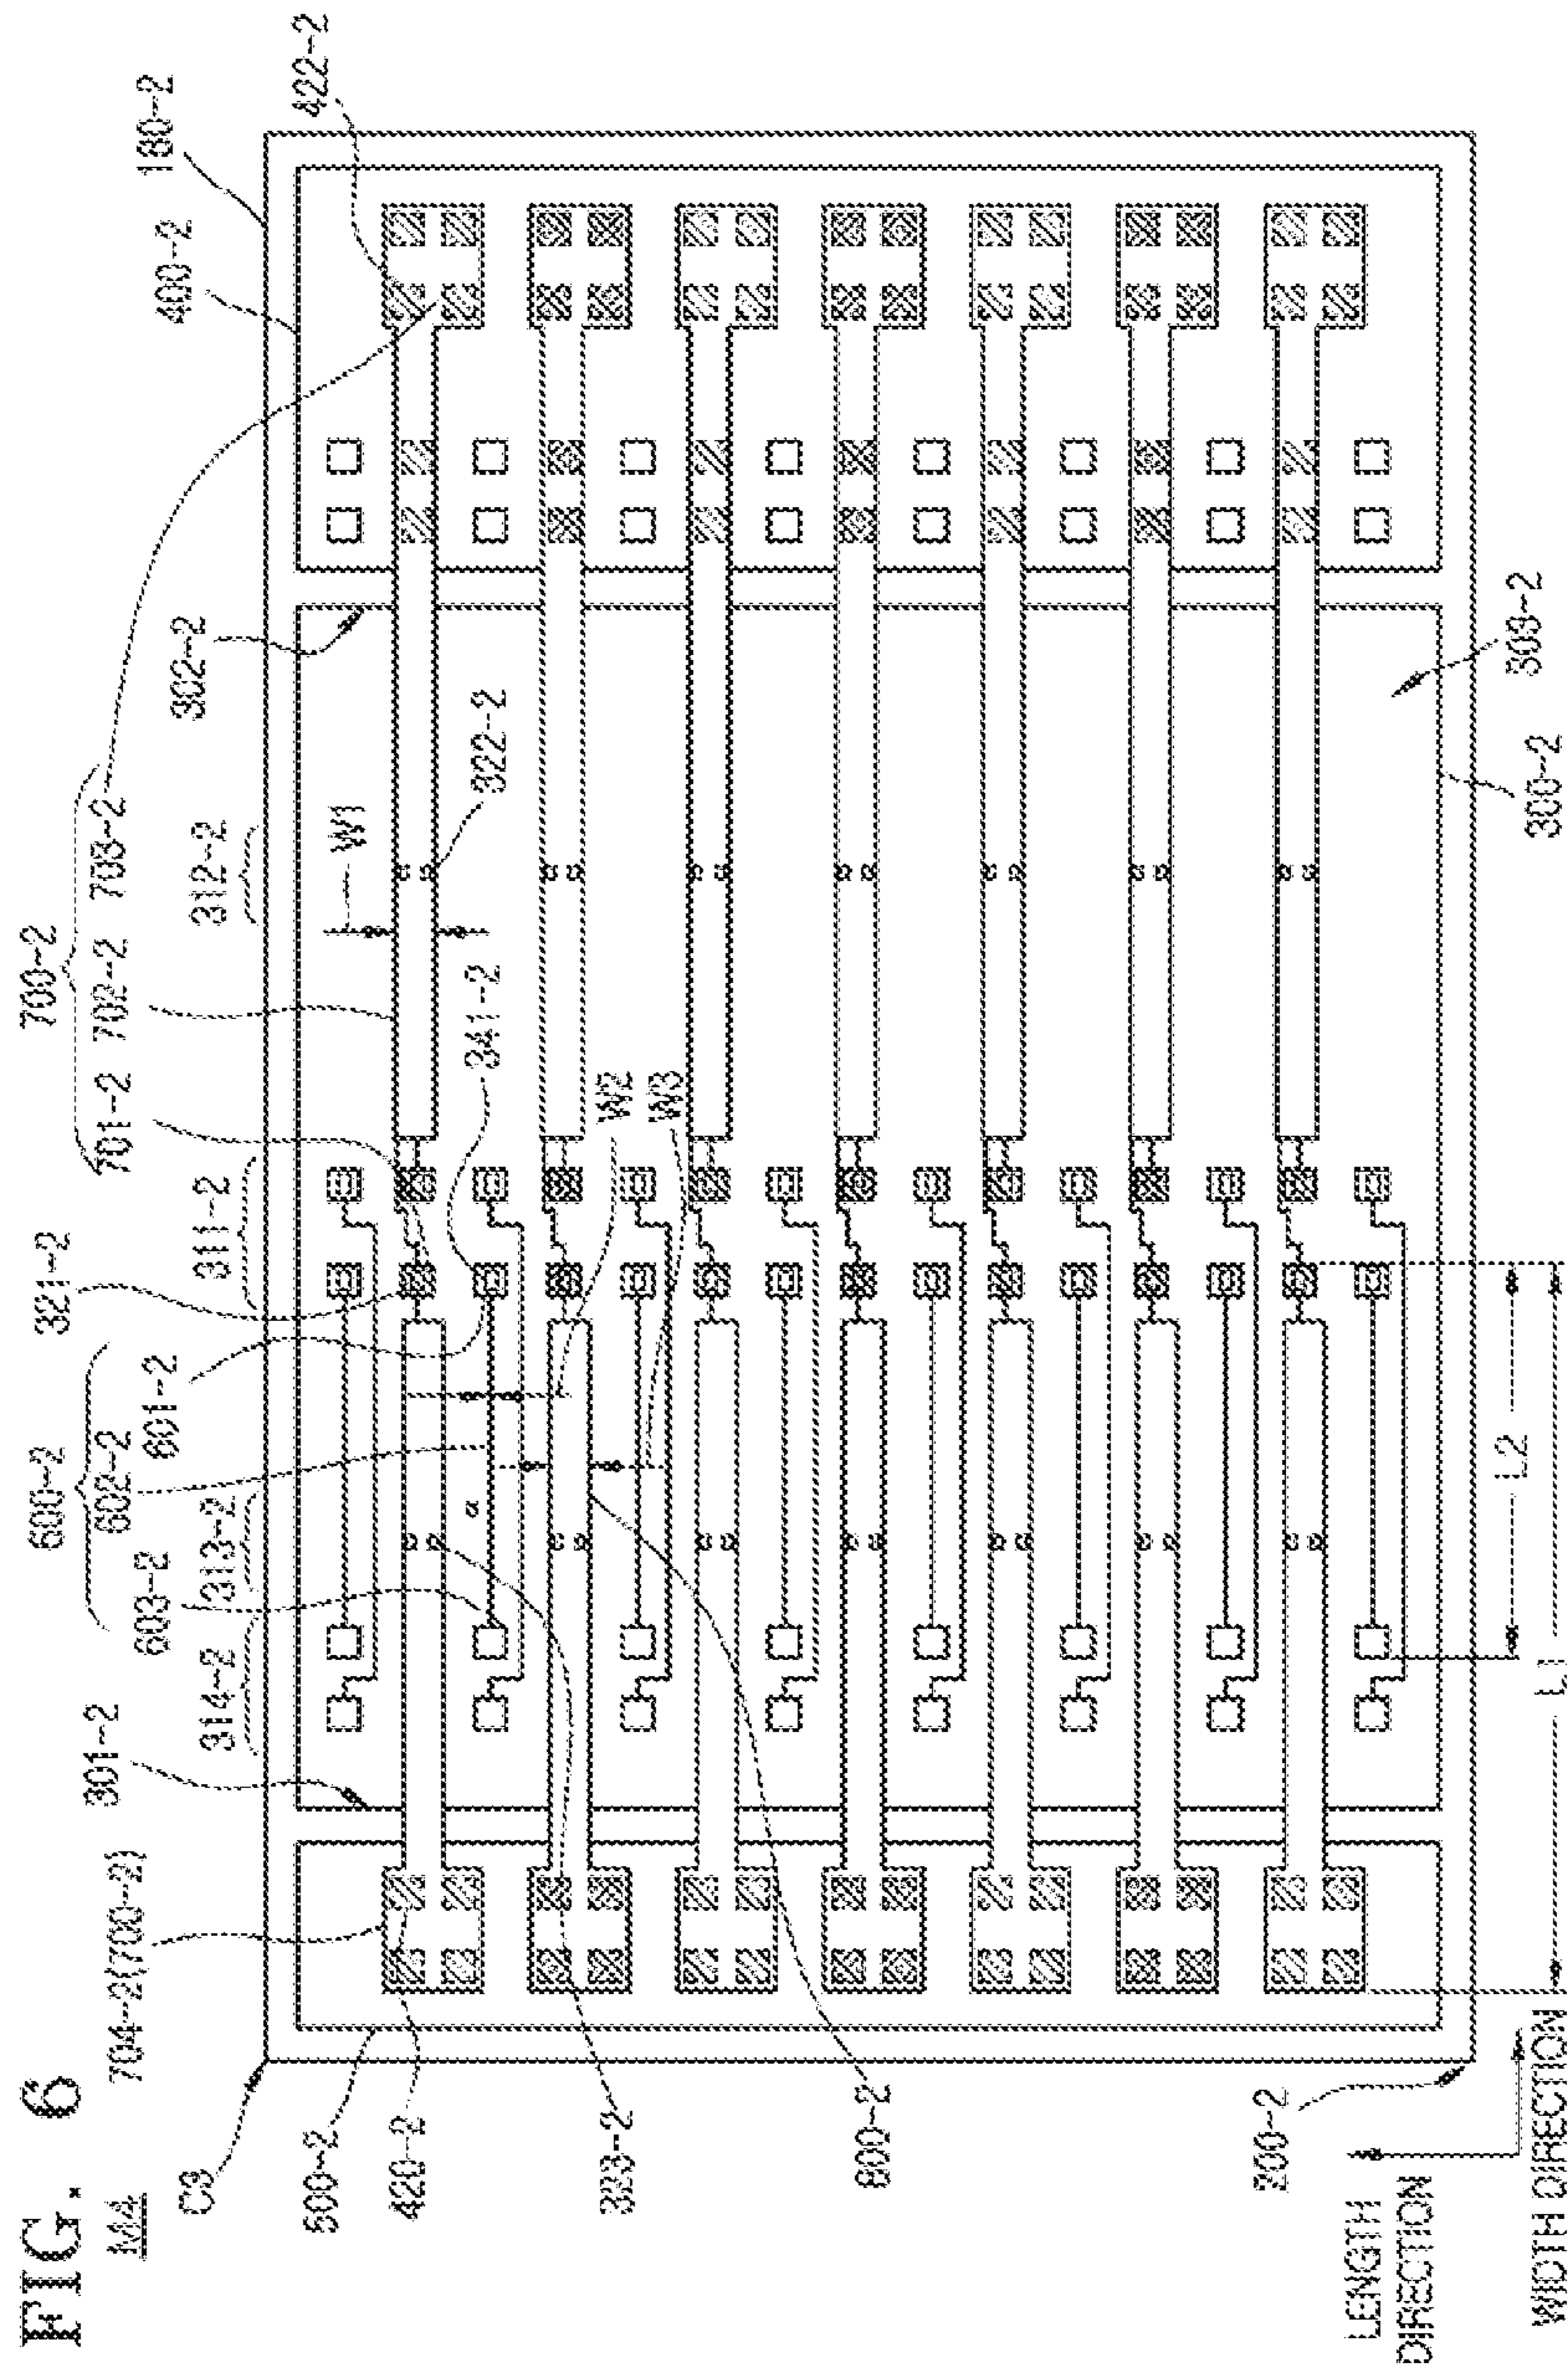 FIG. 6
M4
C3
704-2(700-2)
301-2
314-2
313-2
603-2
602-2
601-2
600-2
321-2
311-2
701-2
702-2
703-2
700-2
312-2
302-2
400-2
180-2
422-2
W1
322-2
341-2
W2
W3
α
500-2
420-2
323-2
800-2
200-2
L2
L1
300-2
303-2
LENGTH
DIRECTION
WIDTH DIRECTION